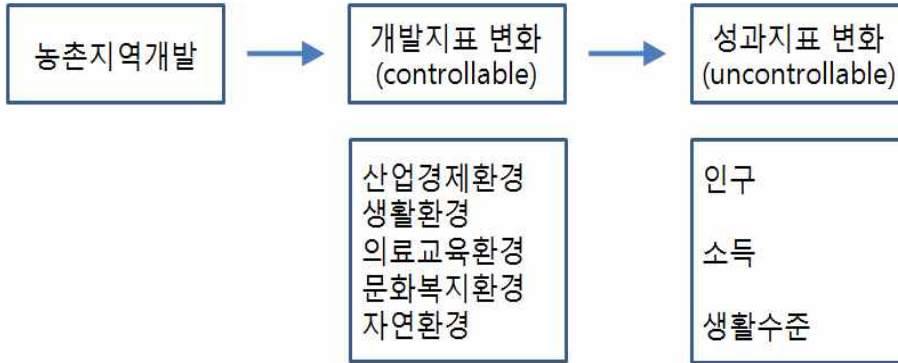 농촌지역개발
개발지표 변화
(controllable)
성과지표 변화
(uncontrollable)
산업경제환경
생활환경
의료교육환경
문화복지환경
자연환경
인구
소득
생활수준